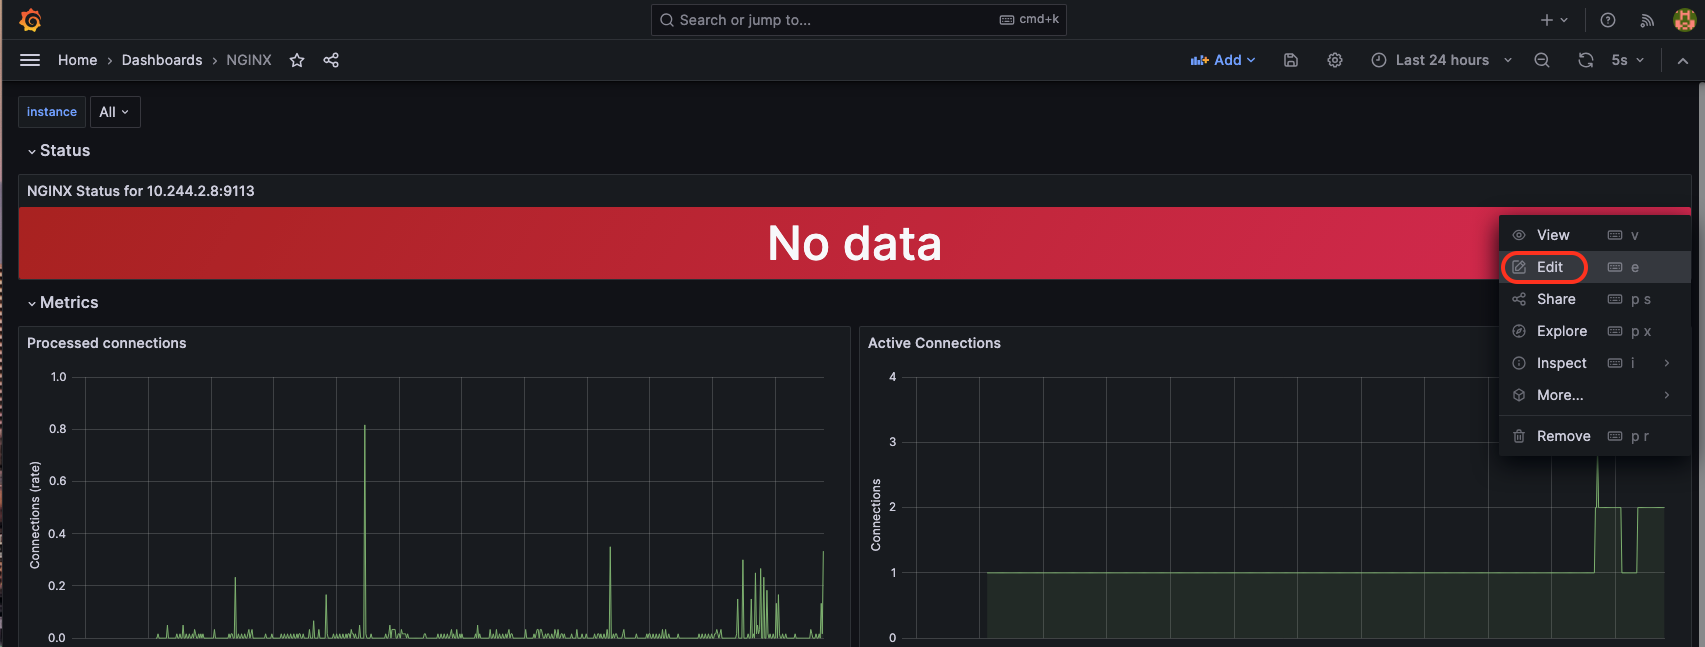 Search or jump to... cmd+k
Home › Dashboards › NGINX Add Last 24 hours 5s
instance All
Status
NGINX Status for 10.244.2.8:9113
No data
View v
Edit e
Share p s
Explore p x
Inspect i
More...
Remove p r
Metrics
Processed connections
1.0
0.8
0.6
0.4
0.2
0.0
Connections (rate)
Active Connections
4
3
2
1
0
Connections